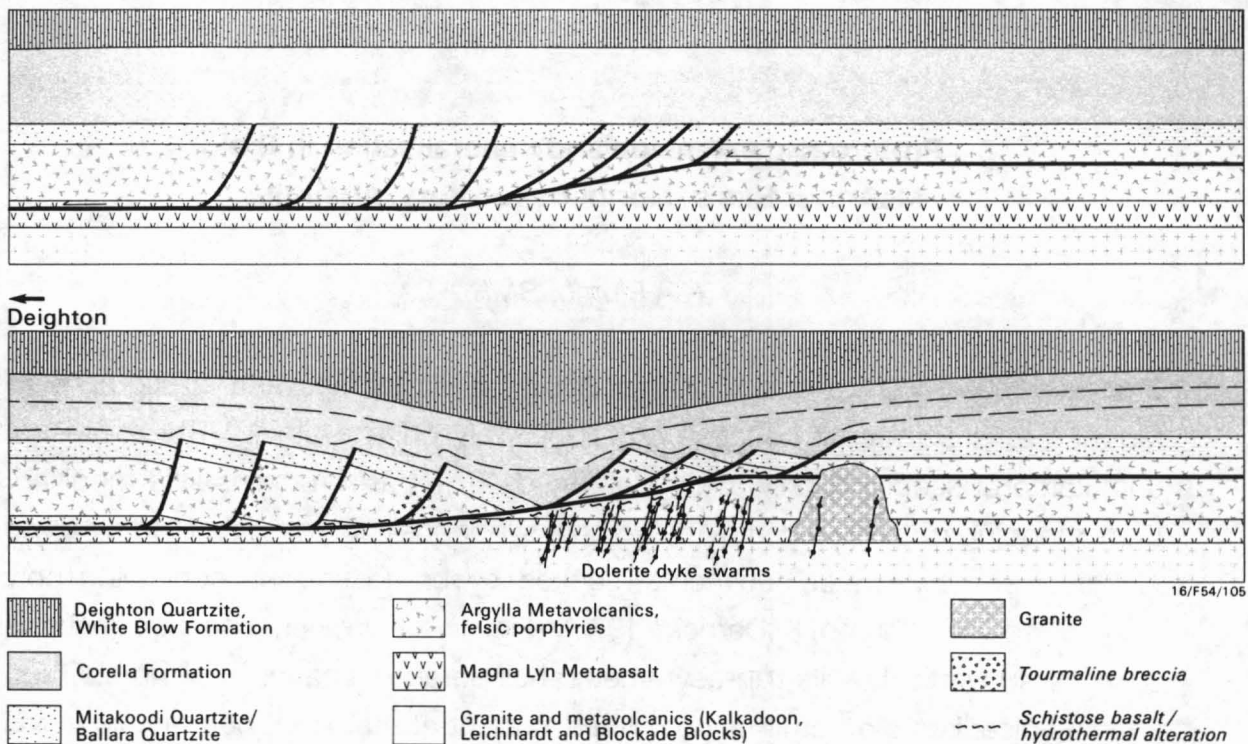 Deighton
Dolerite dyke swarms
16/F54/105
Deighton Quartzite,
White Blow Formation
Corella Formation
Mitakoodi Quartzite/
Ballara Quartzite
Argylla Metavolcanics,
felsic porphyries
Magna Lyn Metabasalt
Granite and metavolcanics (Kalkadoon,
Leichhardt and Blockade Blocks)
Granite
Tourmaline breccia
Schistose basalt/
hydrothermal alteration